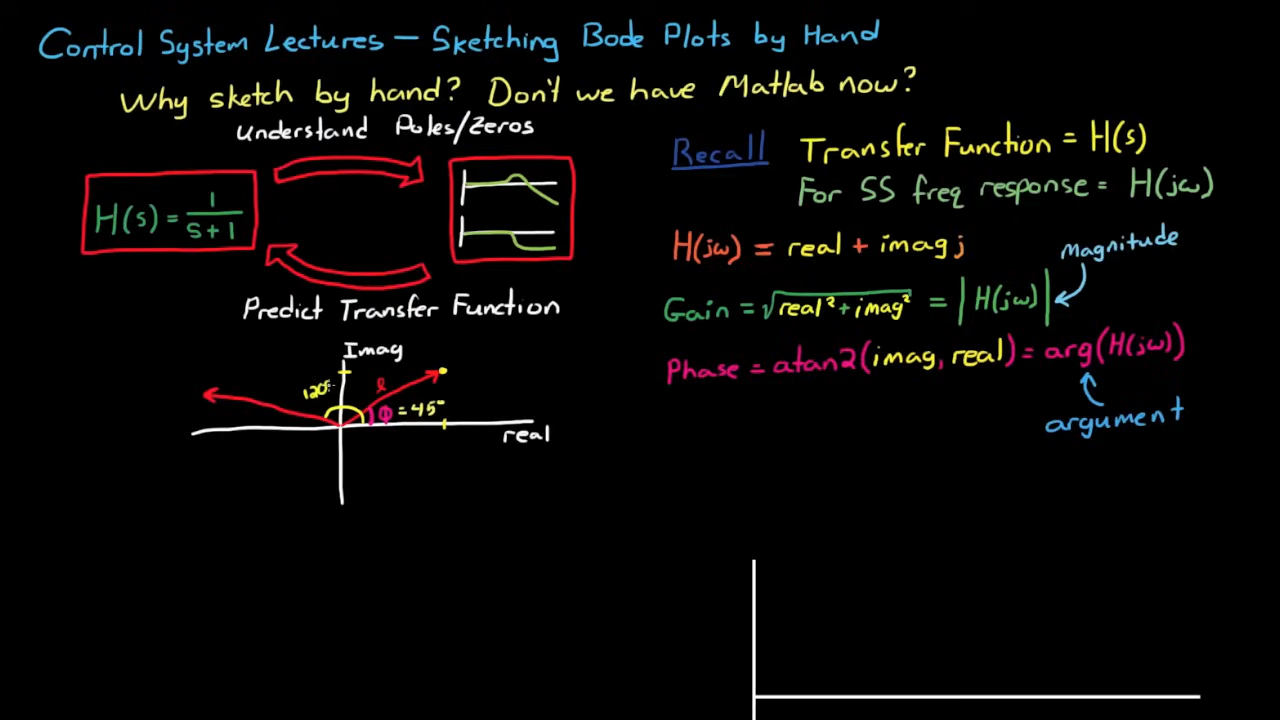 Control System Lectures — Sketching Bode Plots by Hand
Why sketch by hand? Don't we have Matlab now?
Understand Poles/Zeros
H(s) = 1/(s+1)
Predict Transfer Function
Imag
120°
l
φ = 45°
real
Recall
Transfer Function = H(s)
For SS freq response = H(jω)
H(jω) = real + imag j
Magnitude
Gain = √(real² + imag²) = |H(jω)|
Phase = atan2(imag, real) = arg(H(jω))
argument